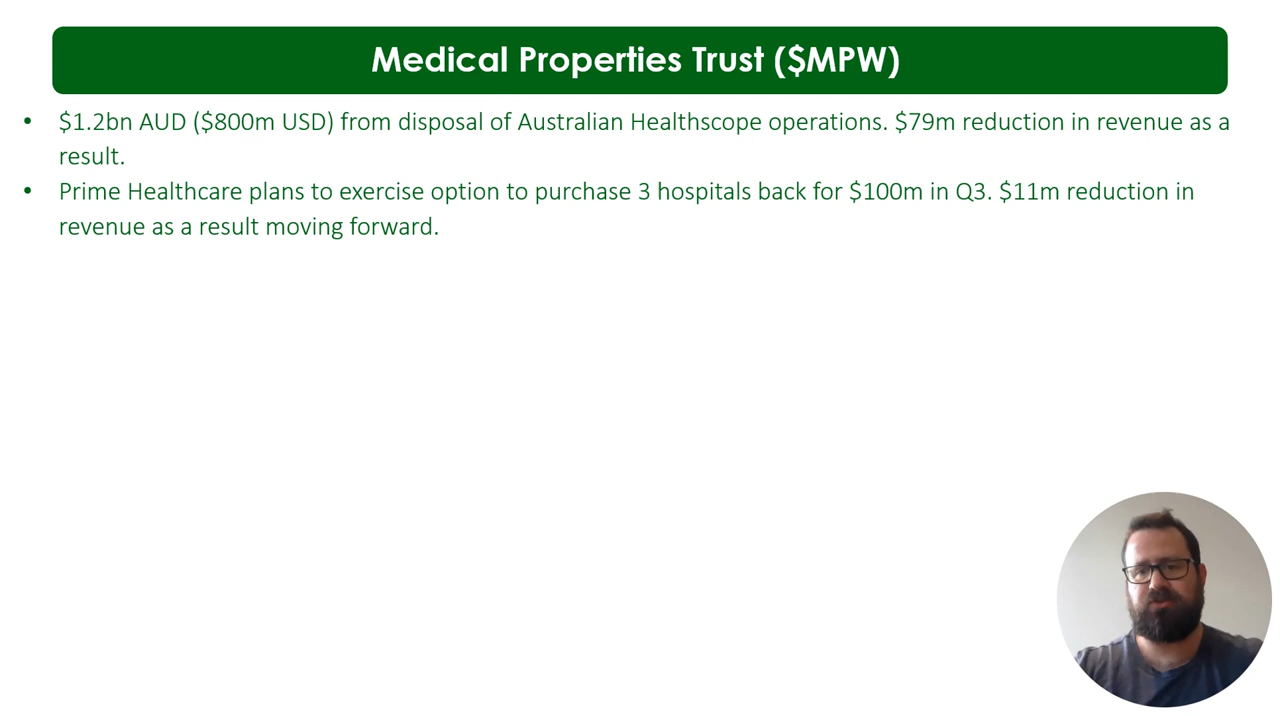 Medical Properties Trust ($MPW)
• $1.2bn AUD ($800m USD) from disposal of Australian Healthscope operations. $79m reduction in revenue as a
result.
• Prime Healthcare plans to exercise option to purchase 3 hospitals back for $100m in Q3. $11m reduction in
revenue as a result moving forward.